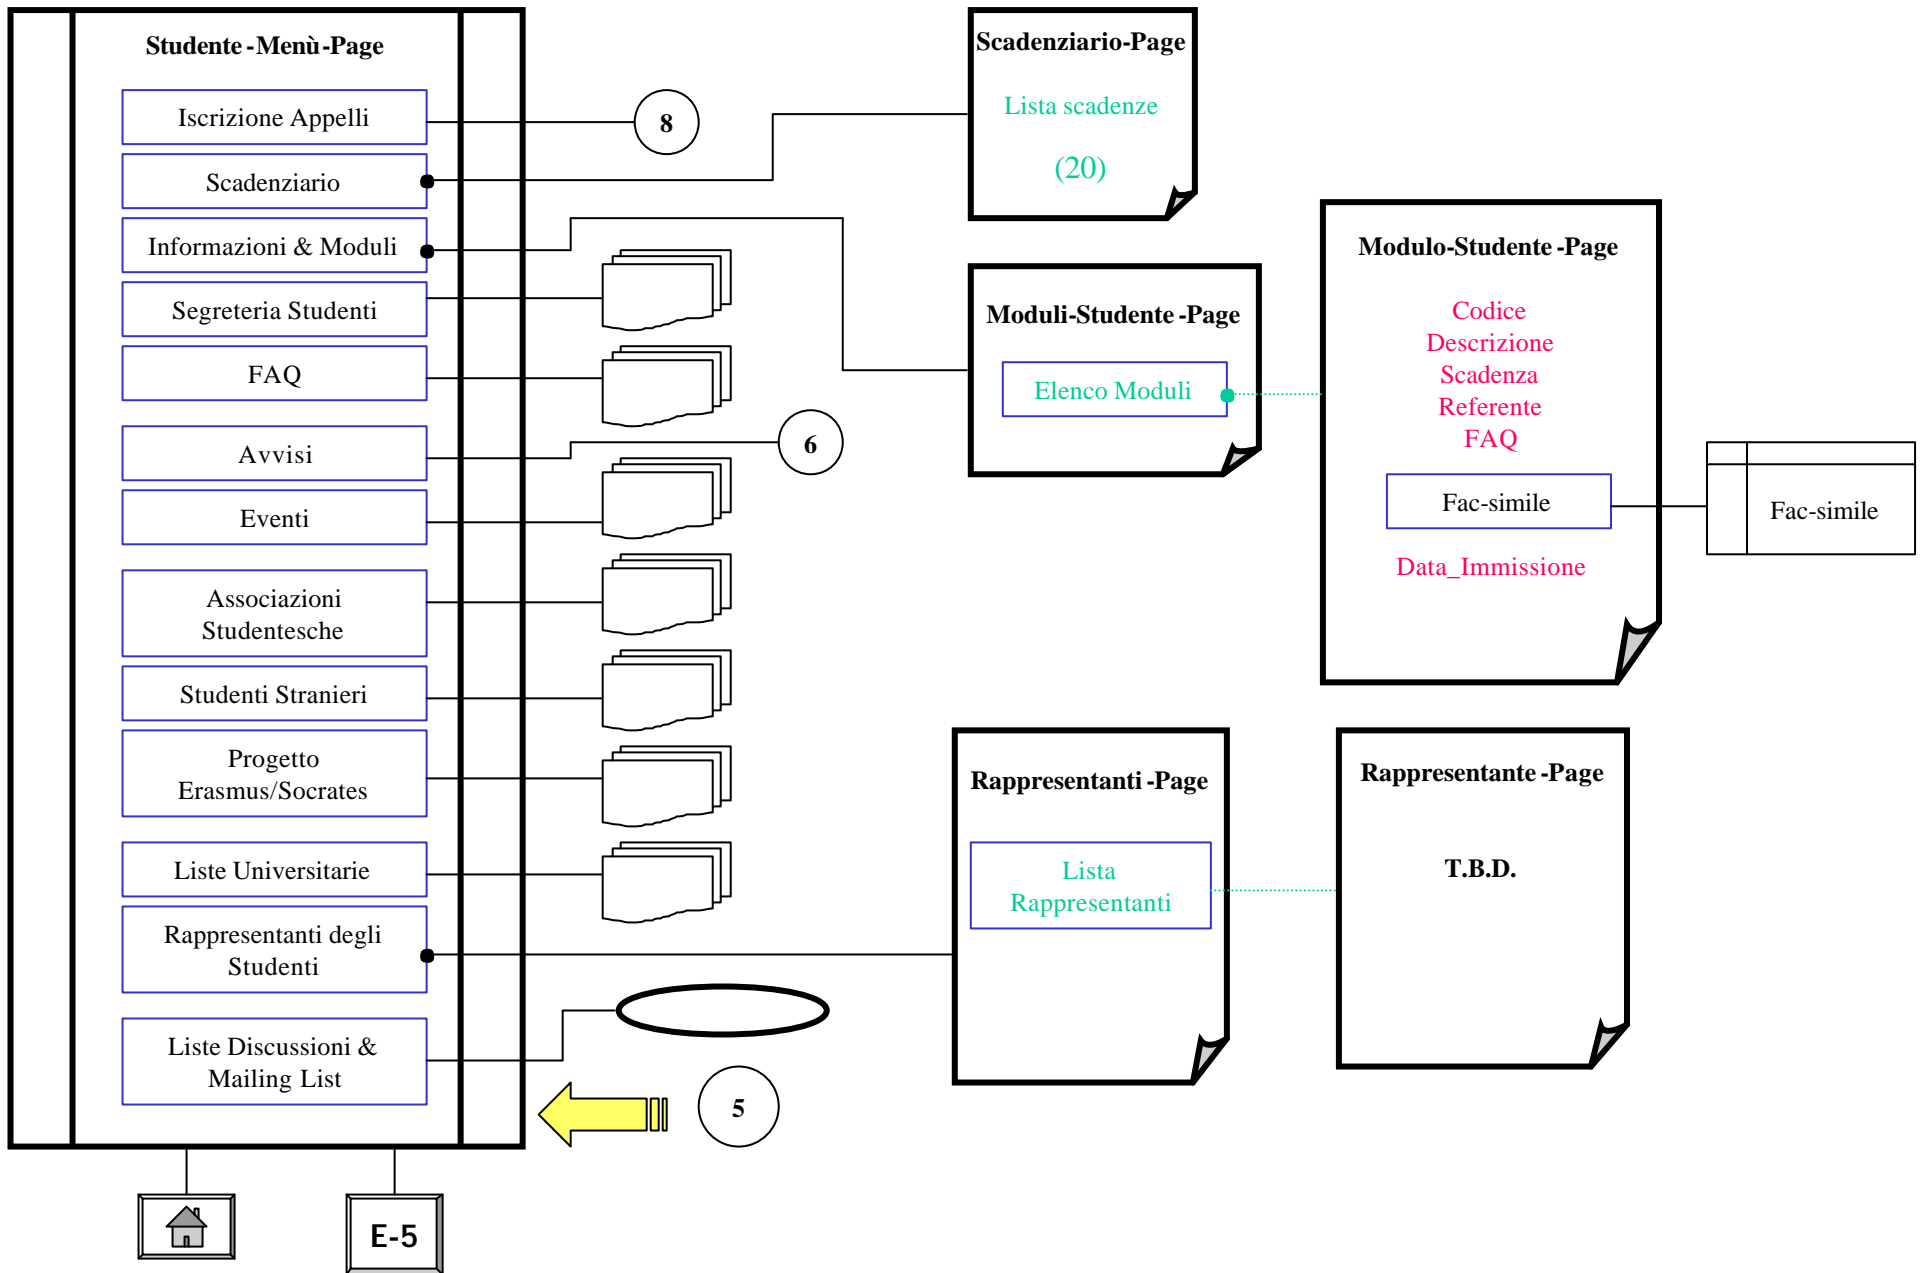 Studente-Menù-Page
Iscrizione Appelli
Scadenziario
Informazioni & Moduli
Segreteria Studenti
FAQ
Avvisi
Eventi
Associazioni
Studentesche
Studenti Stranieri
Progetto
Erasmus/Socrates
Liste Universitarie
Rappresentanti degli
Studenti
Liste Discussioni &
Mailing List
8
6
5
E-5
Scadenziario-Page
Lista scadenze
(20)
Moduli-Studente-Page
Elenco Moduli
Modulo-Studente-Page
Codice
Descrizione
Scadenza
Referente
FAQ
Fac-simile
Data_Immissione
Fac-simile
Rappresentanti-Page
Lista
Rappresentanti
Rappresentante-Page
T.B.D.